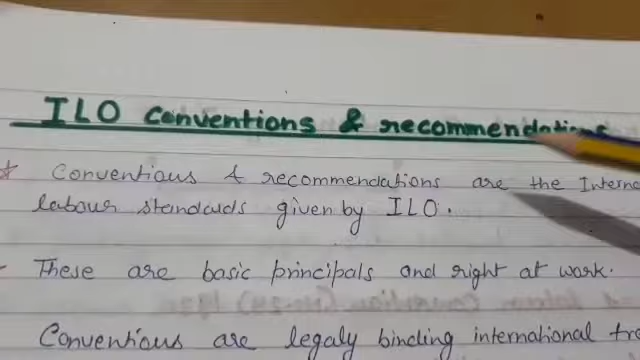 ILO Conventions & recommendations
Conventions & recommendations are the
labour standards given by ILO.
These are basic principals and right at work.
Conventions are legaly binding international